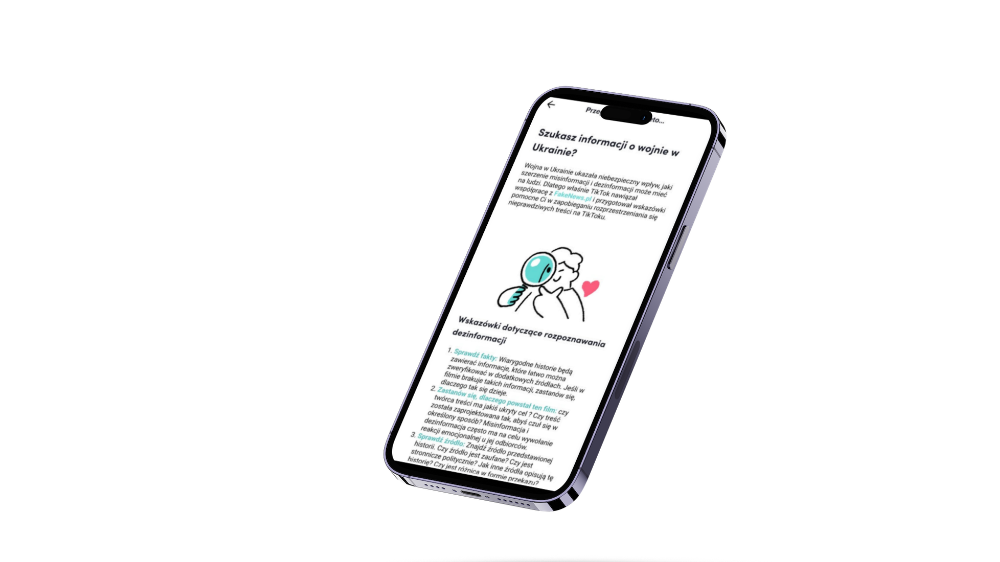 Szukasz informacji o wojnie w
Ukrainie?
Wojna w Ukrainie ukazała niebezpieczny wpływ, jaki
szerzenie misinformacji i dezinformacji może mieć
na ludzi. Dlatego właśnie TikTok nawiązał
współpracę z FakeNews.pl i przygotował wskazówki
pomocne Ci w zapobieganiu rozprzestrzeniania się
nieprawdziwych treści na TikToku.
Wskazówki dotyczące rozpoznawania
dezinformacji
1. Sprawdź fakty: Wiarygodne historie będą
zawierać informacje, które łatwo można
zweryfikować w dodatkowych źródłach. Jeśli w
filmie brakuje takich informacji, zastanów się,
dlaczego tak się dzieje.
2. Zastanów się, dlaczego powstał ten film: czy
twórca treści ma jakiś ukryty cel ? Czy treść
została zaprojektowana tak, abyś czuł się w
określony sposób? Misinformacja i
dezinformacja często ma na celu wywołanie
reakcji emocjonalnej u jej odbiorców.
3. Sprawdź źródło: Znajdź źródło przedstawionej
historii. Czy źródło jest zaufane? Czy jest
stronnicze politycznie? Jak inne źródła opisują tę
historię? Czy jest różnica w formie przekazu?